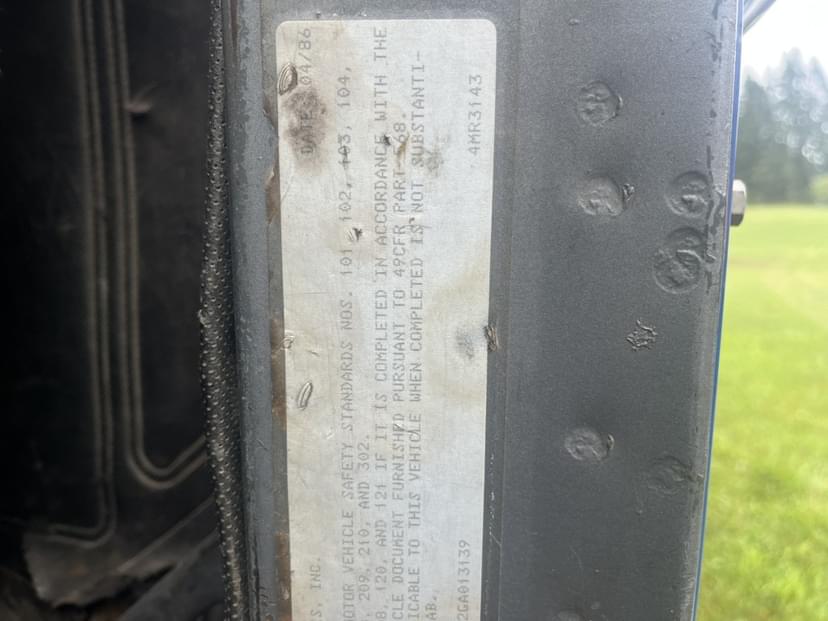 S, INC. DATE 04/86
OTOR VEHICLE SAFETY STANDARDS NOS. 101, 102, 103, 104,
, 209, 210, AND 302.
8, 120, AND 121 IF IT IS COMPLETED IN ACCORDANCE WITH THE
CLE DOCUMENT FURNISHED PURSUANT TO 49CFR PART 568.
ICABLE TO THIS VEHICLE WHEN COMPLETED IS NOT SUBSTANTI-
AB.
2GA013139 4MR3143